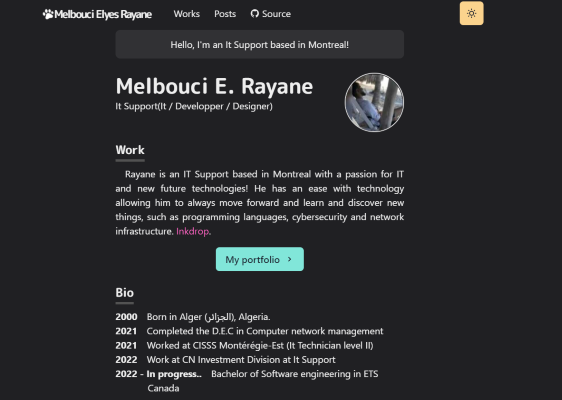 Melbouci Elyes Rayane Works Posts Source
Hello, I'm an It Support based in Montreal!
Melbouci E. Rayane
It Support(It / Developper / Designer)
Work
Rayane is an IT Support based in Montreal with a passion for IT
and new future technologies! He has an ease with technology
allowing him to always move forward and learn and discover new
things, such as programming languages, cybersecurity and network
infrastructure. Inkdrop.
My portfolio >
Bio
2000 Born in Alger (الجزائر), Algeria.
2021 Completed the D.E.C in Computer network management
2021 Worked at CISSS Montérégie-Est (It Technician level II)
2022 Work at CN Investment Division at It Support
2022 - In progress.. Bachelor of Software engineering in ETS
Canada